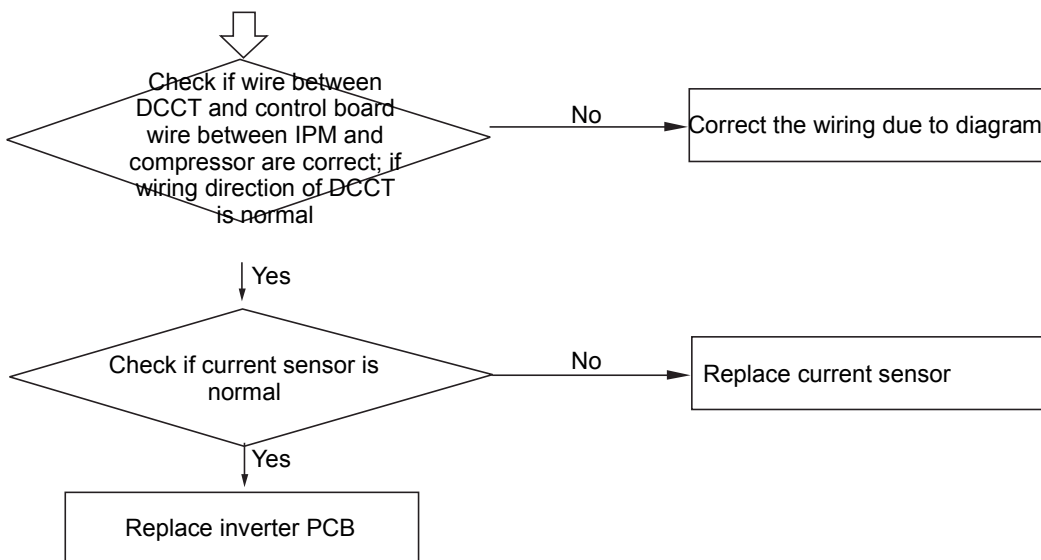 Check if wire between
DCCT and control board
wire between IPM and
compressor are correct; if
wiring direction of DCCT
is normal
No
Correct the wiring due to diagram
Yes
Check if current sensor is
normal
No
Replace current sensor
Yes
Replace inverter PCB